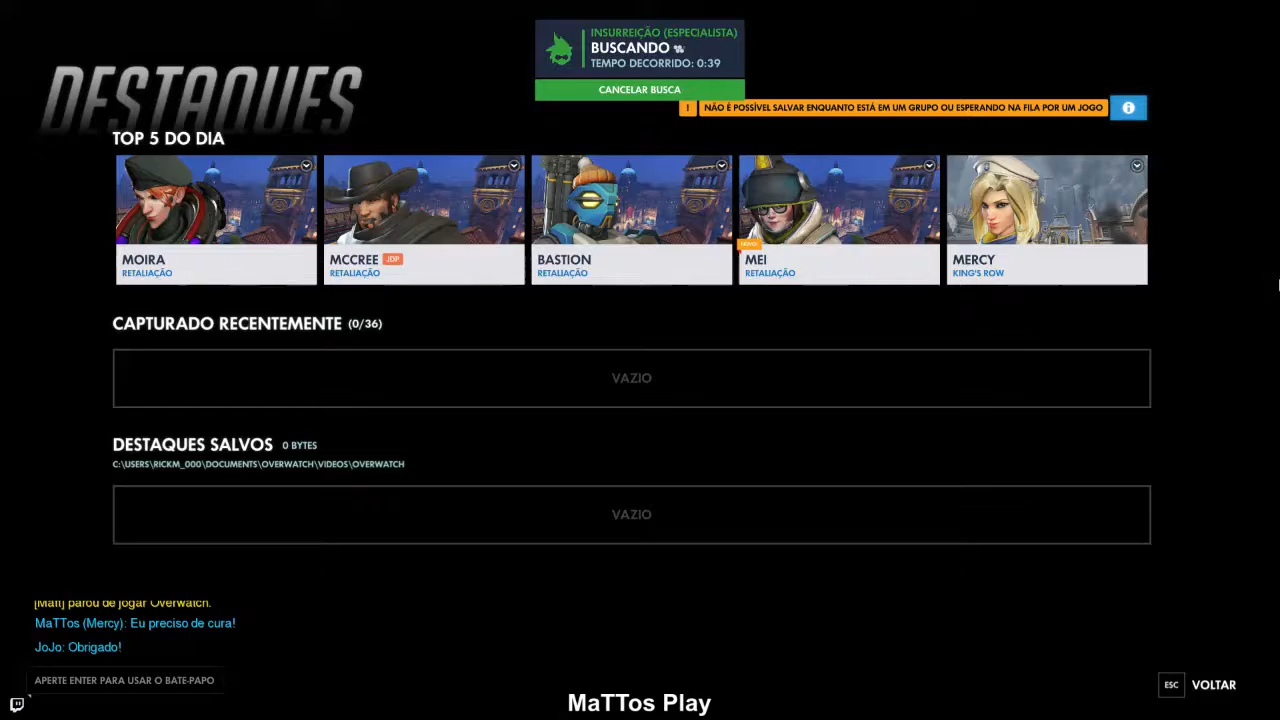 INSURREIÇÃO (ESPECIALISTA)
BUSCANDO
TEMPO DECORRIDO: 0:39
CANCELAR BUSCA
DESTAQUES
! NÃO É POSSÍVEL SALVAR ENQUANTO ESTÁ EM UM GRUPO OU ESPERANDO NA FILA POR UM JOGO
TOP 5 DO DIA
MOIRA
RETALIAÇÃO
MCCREE JDP
RETALIAÇÃO
BASTION
RETALIAÇÃO
NOVO
MEI
RETALIAÇÃO
MERCY
KING'S ROW
CAPTURADO RECENTEMENTE (0/36)
VAZIO
DESTAQUES SALVOS 0 BYTES
C:\USERS\RICKM_000\DOCUMENTS\OVERWATCH\VIDEOS\OVERWATCH
VAZIO
[Matt] parou de jogar Overwatch.
MaTTos (Mercy): Eu preciso de cura!
JoJo: Obrigado!
APERTE ENTER PARA USAR O BATE-PAPO
MaTTos Play
ESC VOLTAR